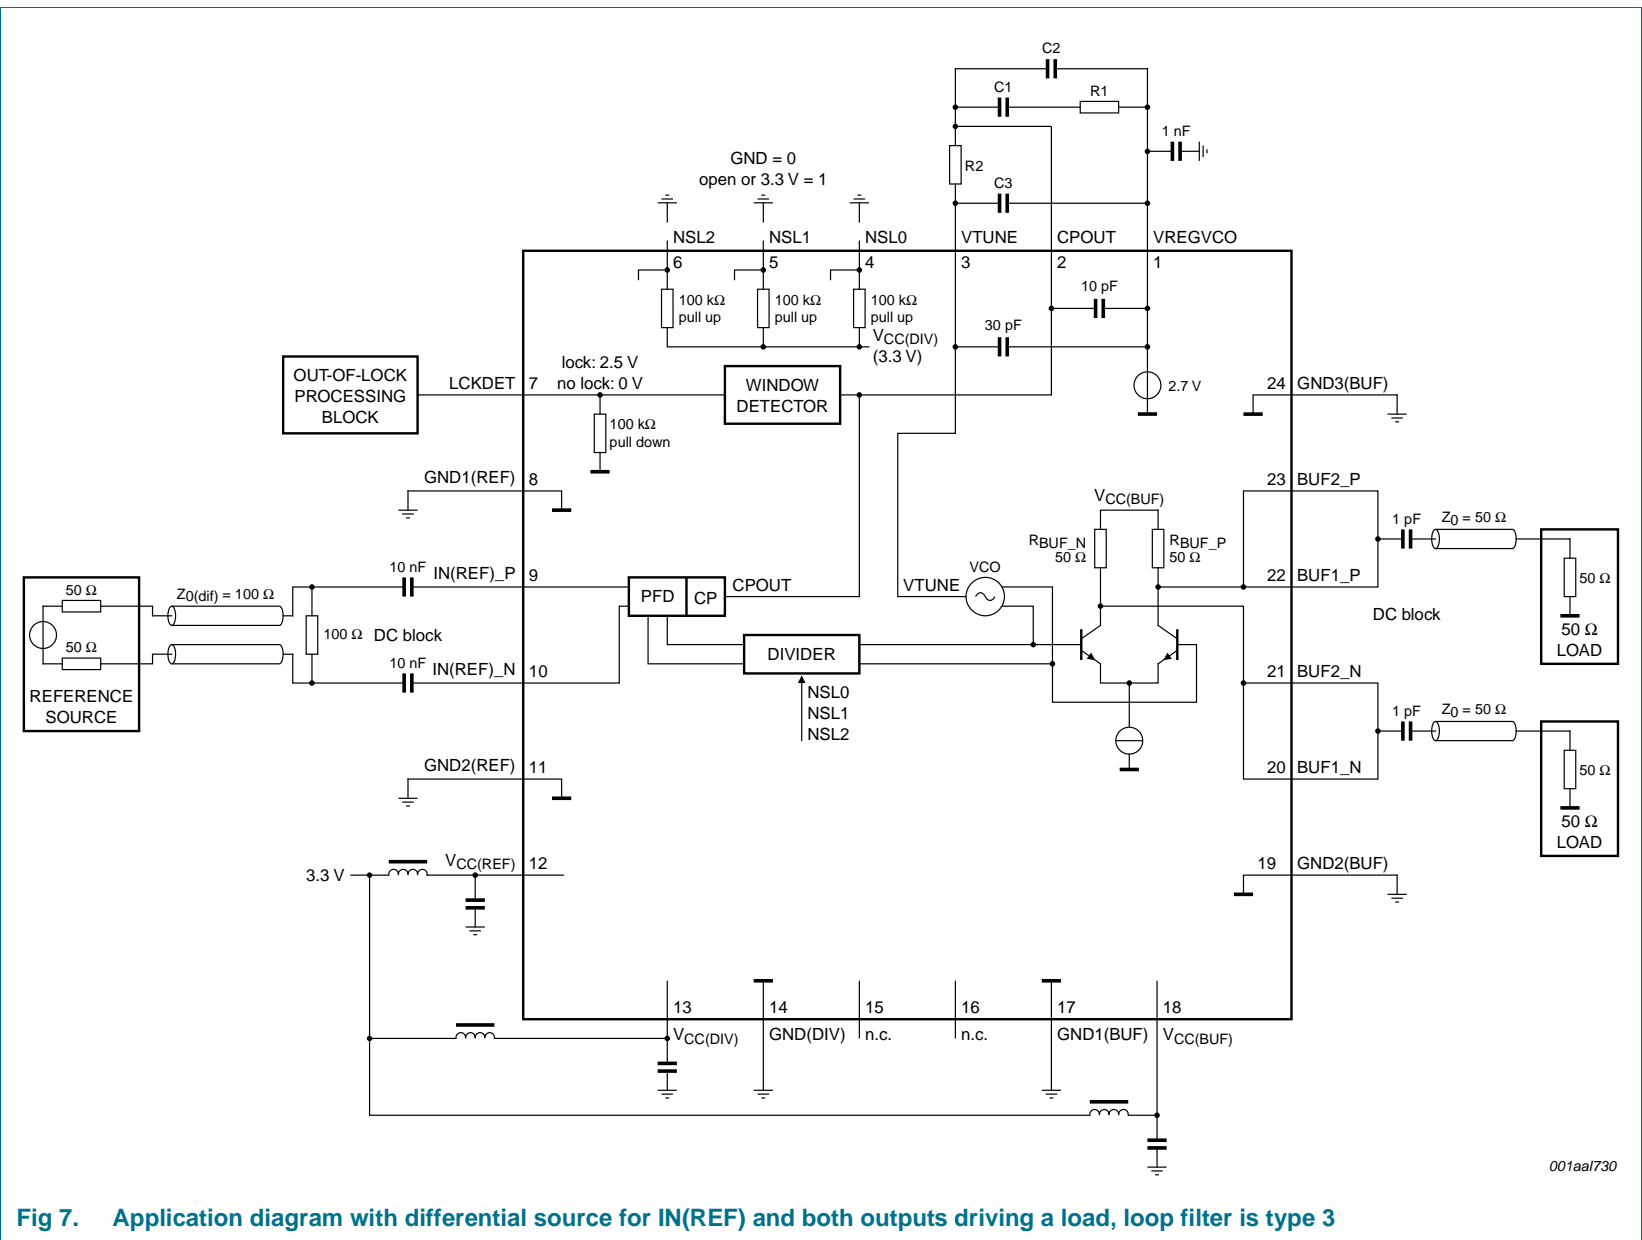 C2
C1
R1
1 nF
GND = 0
open or 3.3 V = 1
R2
C3
NSL2
NSL1
NSL0
VTUNE
CPOUT
VREGVCO
6
5
4
3
2
1
100 kΩ
pull up
100 kΩ
pull up
100 kΩ
pull up
10 pF
30 pF
VCC(DIV)
(3.3 V)
2.7 V
OUT-OF-LOCK
PROCESSING
BLOCK
LCKDET
7
lock: 2.5 V
no lock: 0 V
WINDOW
DETECTOR
100 kΩ
pull down
24
GND3(BUF)
GND1(REF)
8
23
BUF2_P
VCC(BUF)
RBUF_N
50 Ω
RBUF_P
50 Ω
1 pF
Z0 = 50 Ω
50 Ω
50 Ω
LOAD
22
BUF1_P
DC block
50 Ω
50 Ω
REFERENCE
SOURCE
Z0(dif) = 100 Ω
100 Ω
DC block
10 nF
IN(REF)_P
9
10 nF
IN(REF)_N
10
PFD
CP
CPOUT
VTUNE
VCO
DIVIDER
NSL0
NSL1
NSL2
21
BUF2_N
1 pF
Z0 = 50 Ω
50 Ω
50 Ω
LOAD
20
BUF1_N
GND2(REF)
11
3.3 V
VCC(REF)
12
19
GND2(BUF)
13
14
15
16
17
18
VCC(DIV)
GND(DIV)
n.c.
n.c.
GND1(BUF)
VCC(BUF)
001aal730
Fig 7. Application diagram with differential source for IN(REF) and both outputs driving a load, loop filter is type 3